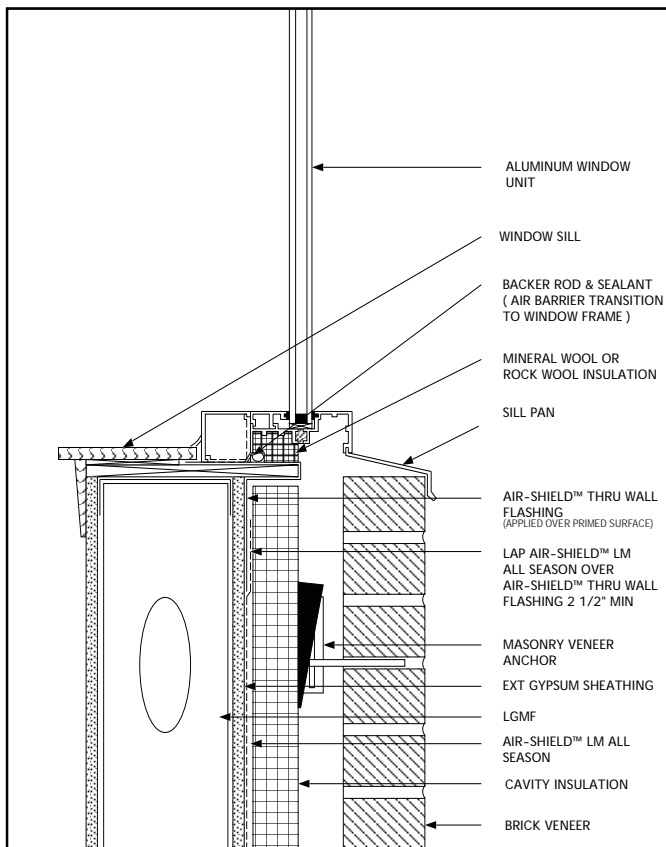 ALUMINUM WINDOW
UNIT
WINDOW SILL
BACKER ROD & SEALANT
( AIR BARRIER TRANSITION
TO WINDOW FRAME )
MINERAL WOOL OR
ROCK WOOL INSULATION
SILL PAN
AIR-SHIELD™ THRU WALL
FLASHING
(APPLIED OVER PRIMED SURFACE)
LAP AIR-SHIELD™ LM
ALL SEASON OVER
AIR-SHIELD™ THRU WALL
FLASHING 2 1/2" MIN
MASONRY VENEER
ANCHOR
EXT GYPSUM SHEATHING
LGMF
AIR-SHIELD™ LM ALL
SEASON
CAVITY INSULATION
BRICK VENEER